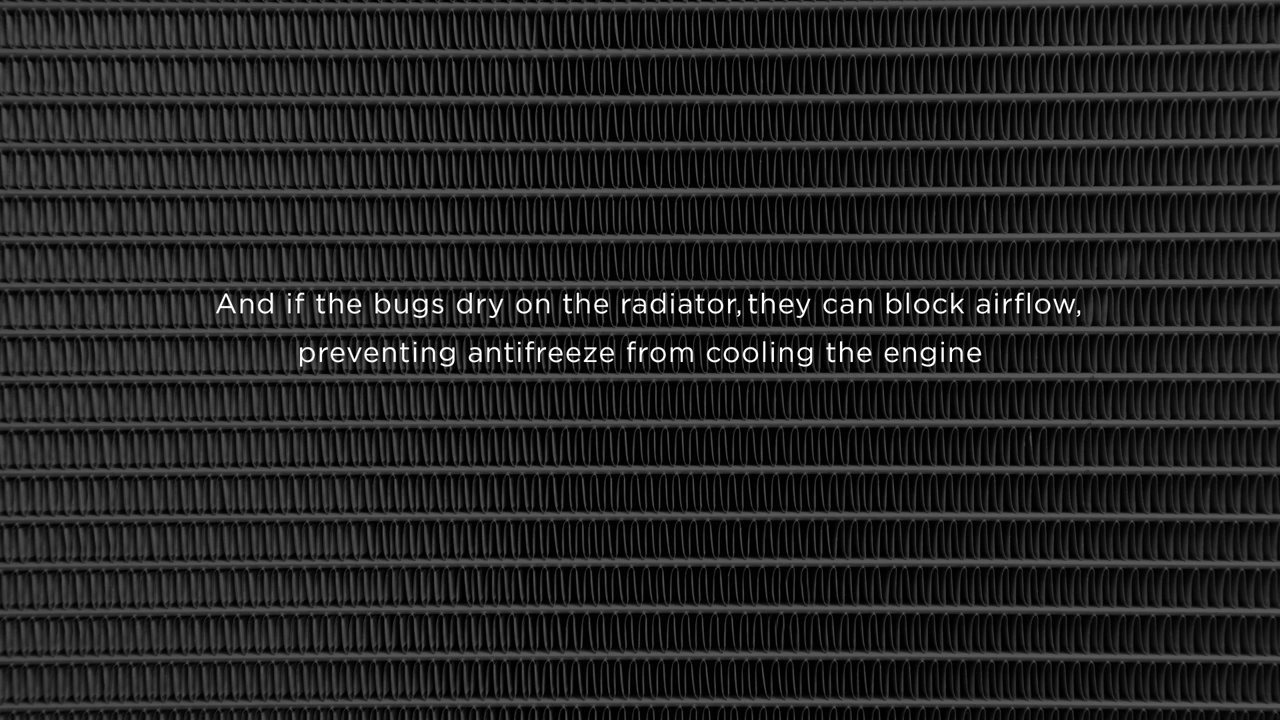 And if the bugs dry on the radiator, they can block airflow,
preventing antifreeze from cooling the engine